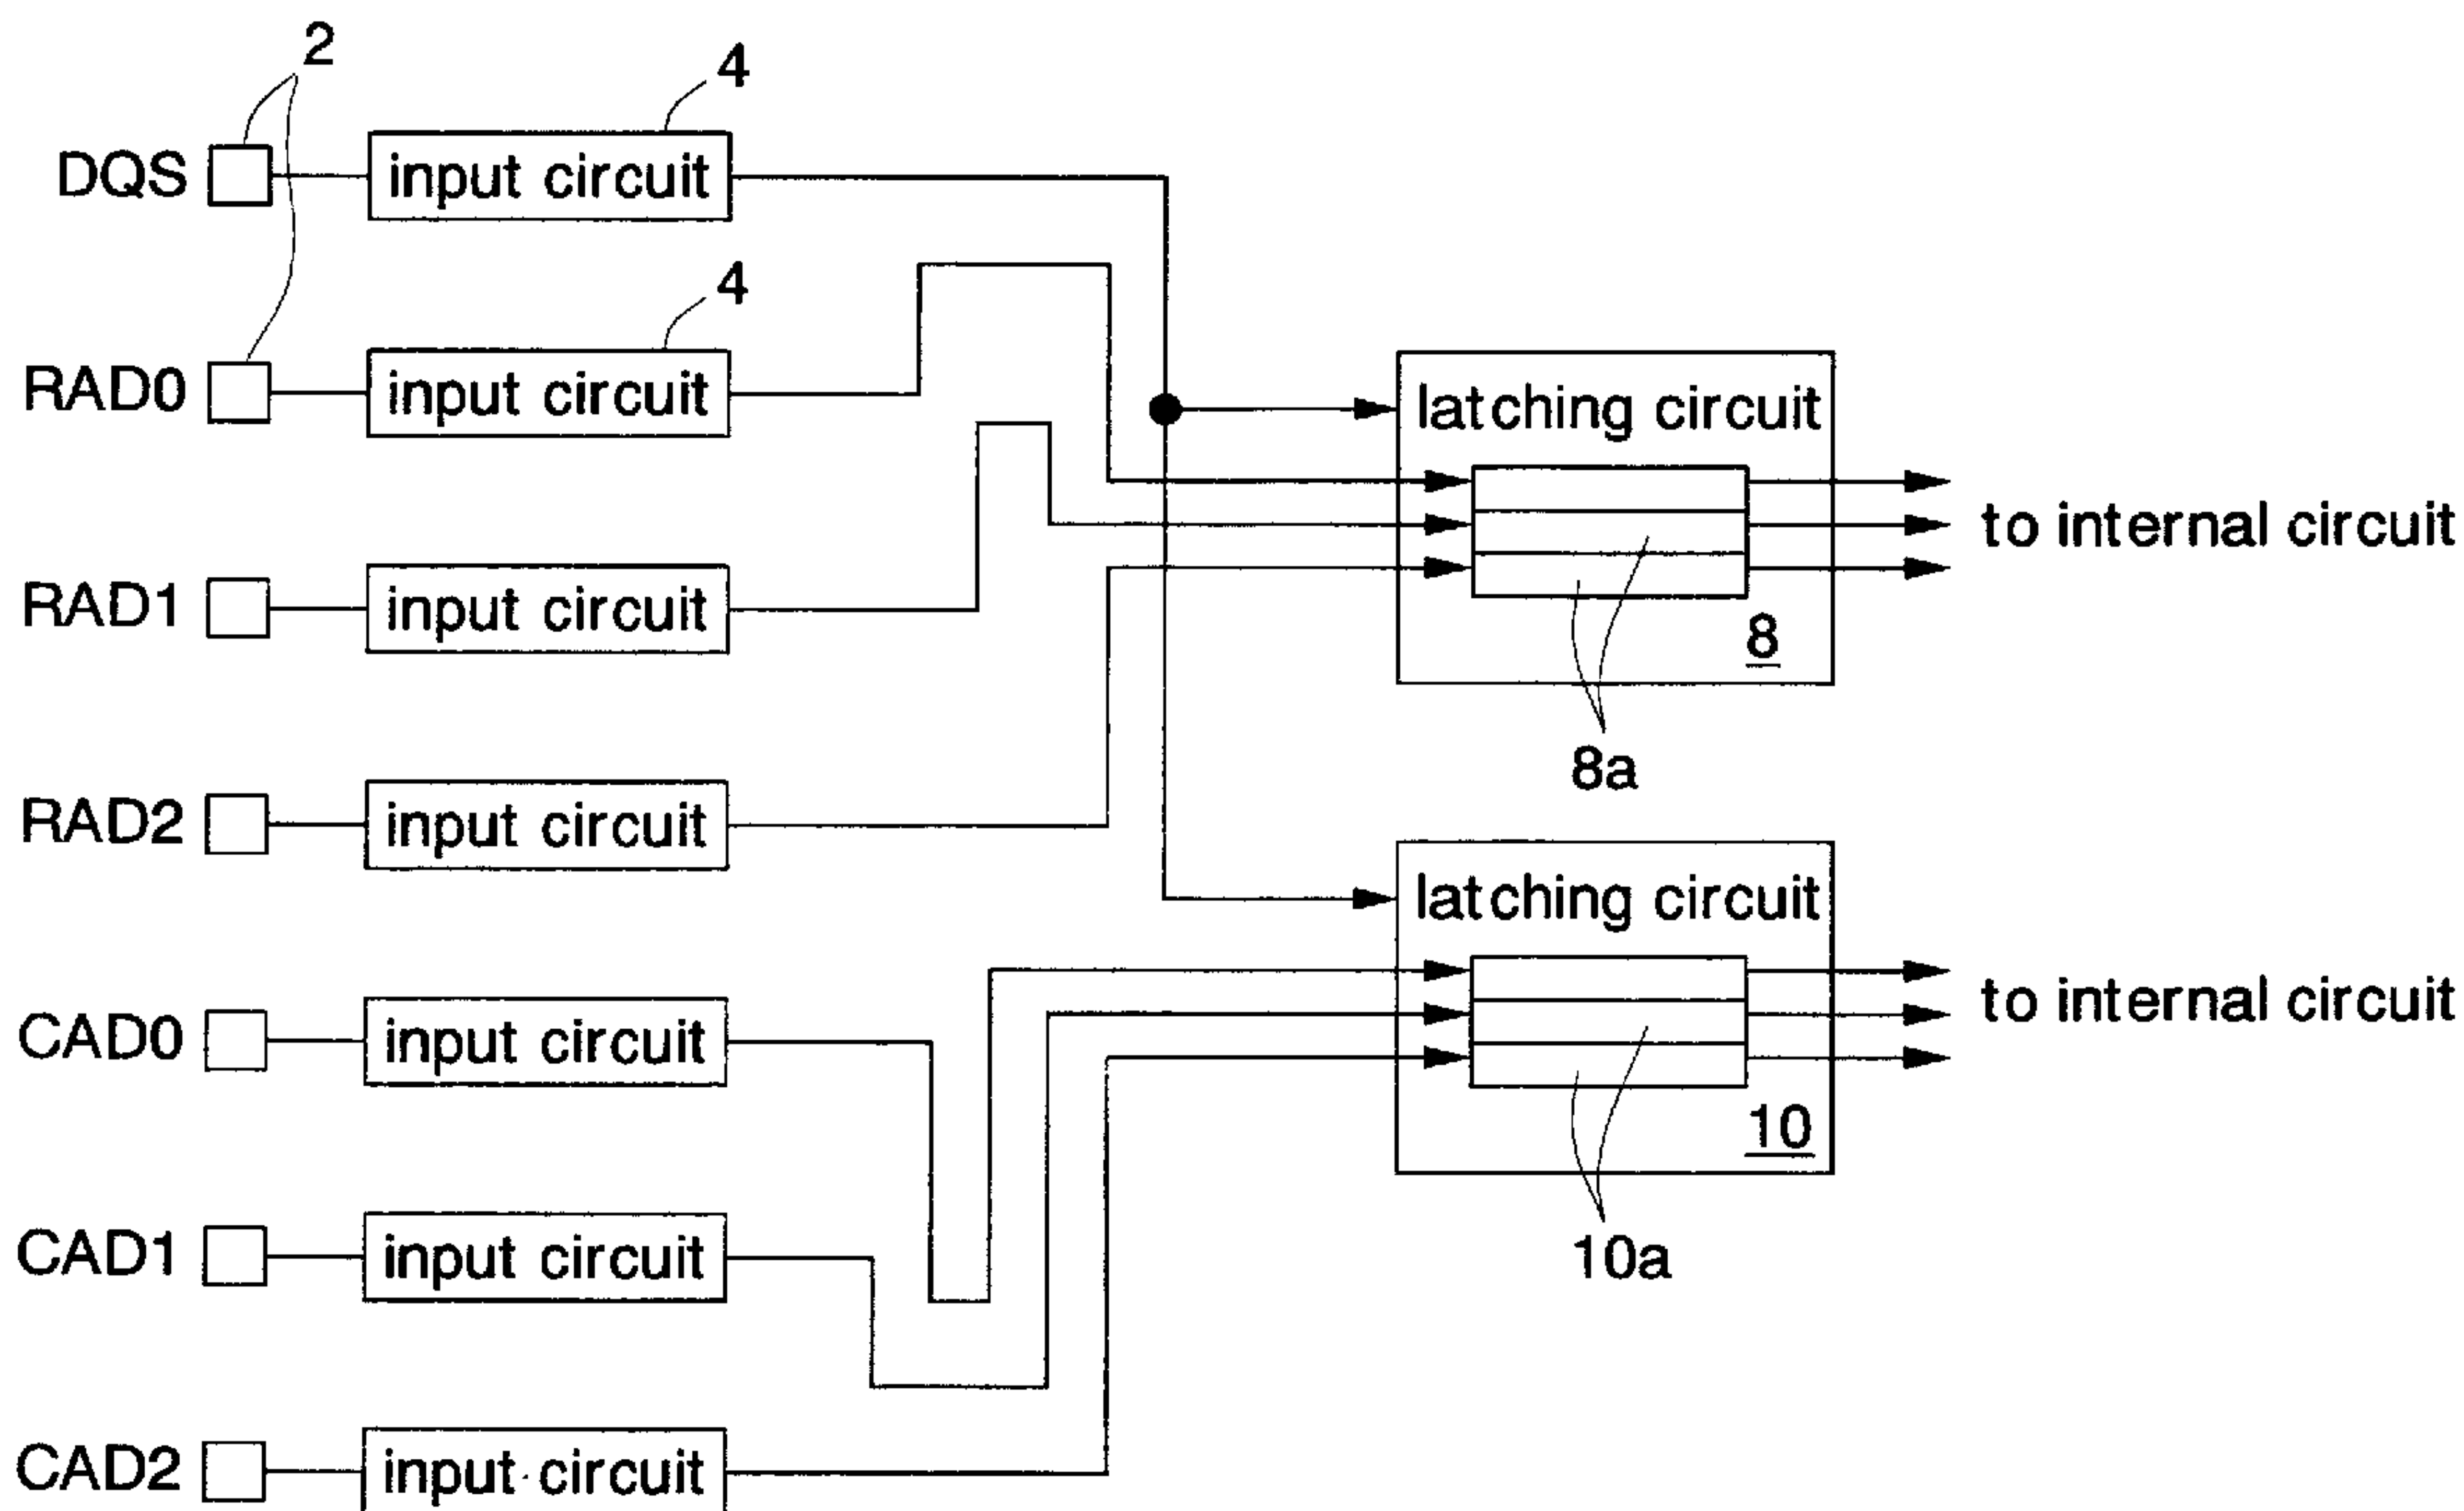 2
4
DQS
input circuit
4
RAD0
input circuit
latching circuit
to internal circuit
RAD1
input circuit
8
8a
RAD2
input circuit
latching circuit
to internal circuit
CAD0
input circuit
10
CAD1
input circuit
10a
CAD2
input circuit